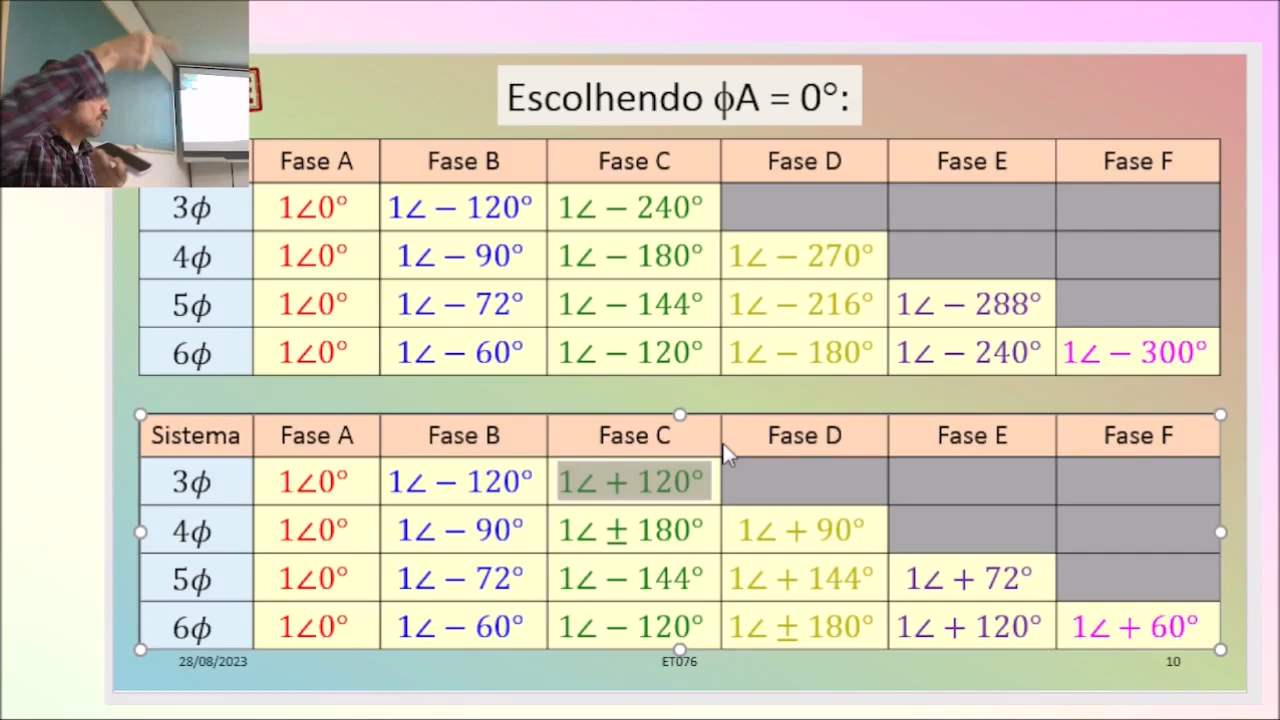 Escolhendo ϕA = 0°:
Fase A Fase B Fase C Fase D Fase E Fase F
3ϕ 1∠0° 1∠ − 120° 1∠ − 240°
4ϕ 1∠0° 1∠ − 90° 1∠ − 180° 1∠ − 270°
5ϕ 1∠0° 1∠ − 72° 1∠ − 144° 1∠ − 216° 1∠ − 288°
6ϕ 1∠0° 1∠ − 60° 1∠ − 120° 1∠ − 180° 1∠ − 240° 1∠ − 300°
Sistema Fase A Fase B Fase C Fase D Fase E Fase F
3ϕ 1∠0° 1∠ − 120° 1∠ + 120°
4ϕ 1∠0° 1∠ − 90° 1∠ ± 180° 1∠ + 90°
5ϕ 1∠0° 1∠ − 72° 1∠ − 144° 1∠ + 144° 1∠ + 72°
6ϕ 1∠0° 1∠ − 60° 1∠ − 120° 1∠ ± 180° 1∠ + 120° 1∠ + 60°
28/08/2023 ET076 10